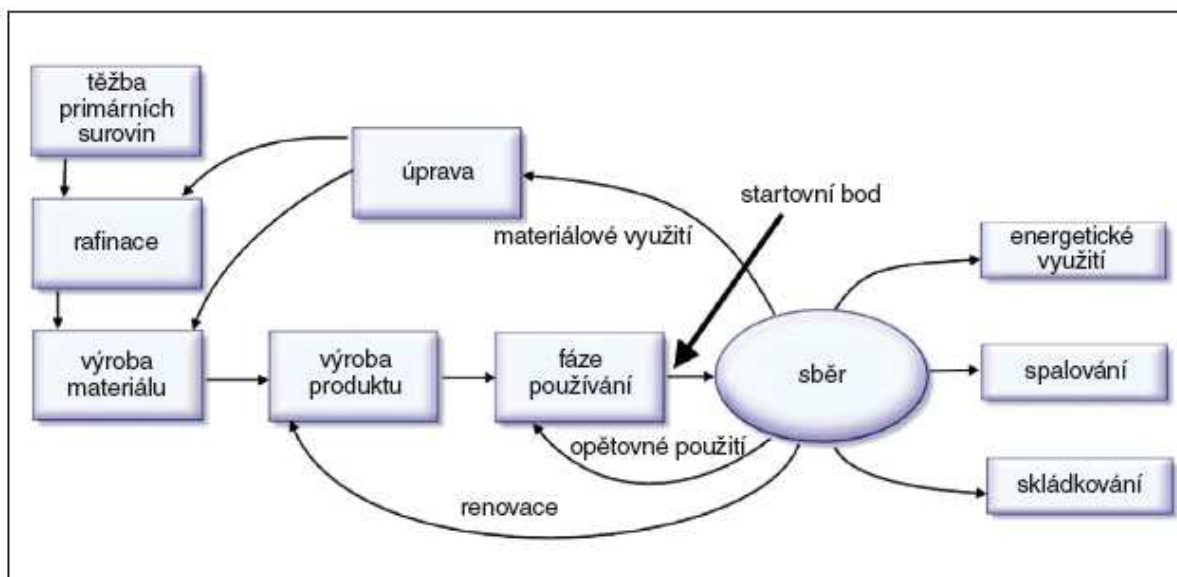 těžba
primárních
surovin
úprava
startovní bod
rafinace
materiálové využití
energetické
využití
výroba
materiálu
výroba
produktu
fáze
používání
sběr
spalování
opětovné použití
renovace
skládkování